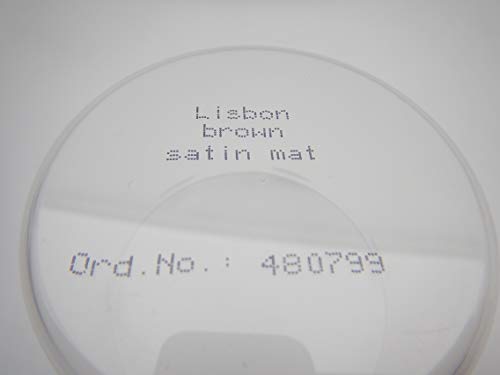 Lisbon
brown
satin mat
Ord.No.: 480799